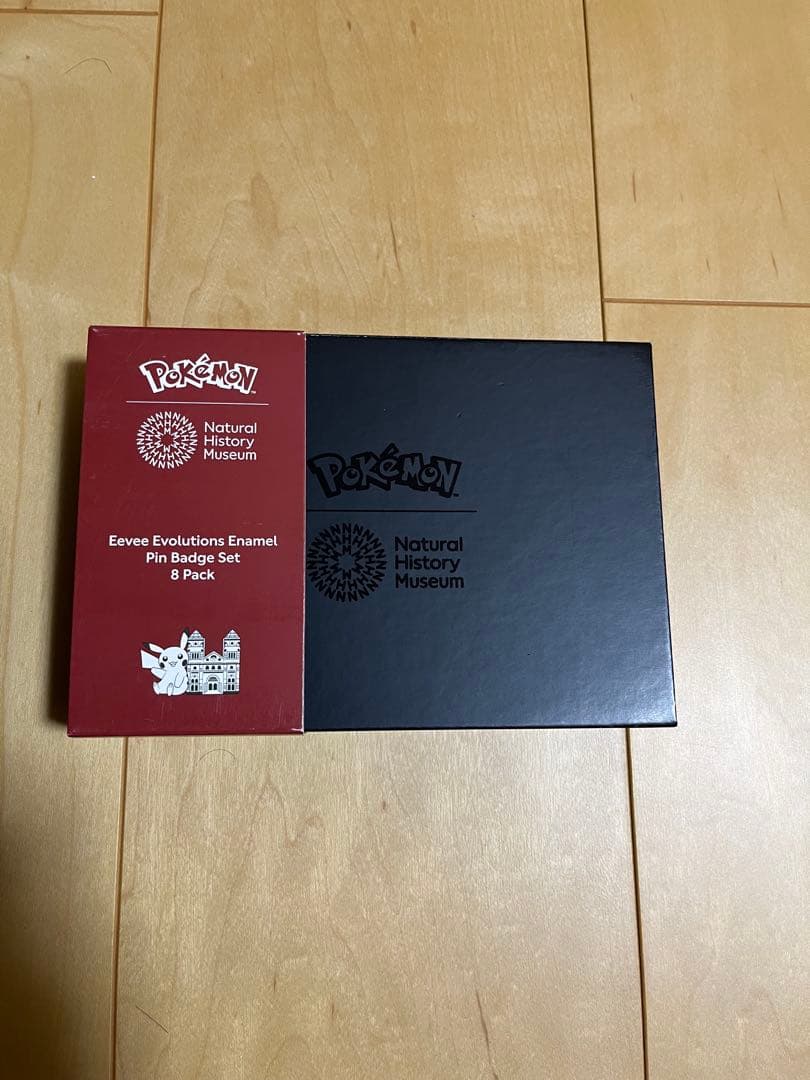 Pokémon
Natural
History
Museum
Eevee Evolutions Enamel
Pin Badge Set
8 Pack
Pokémon
Natural
History
Museum